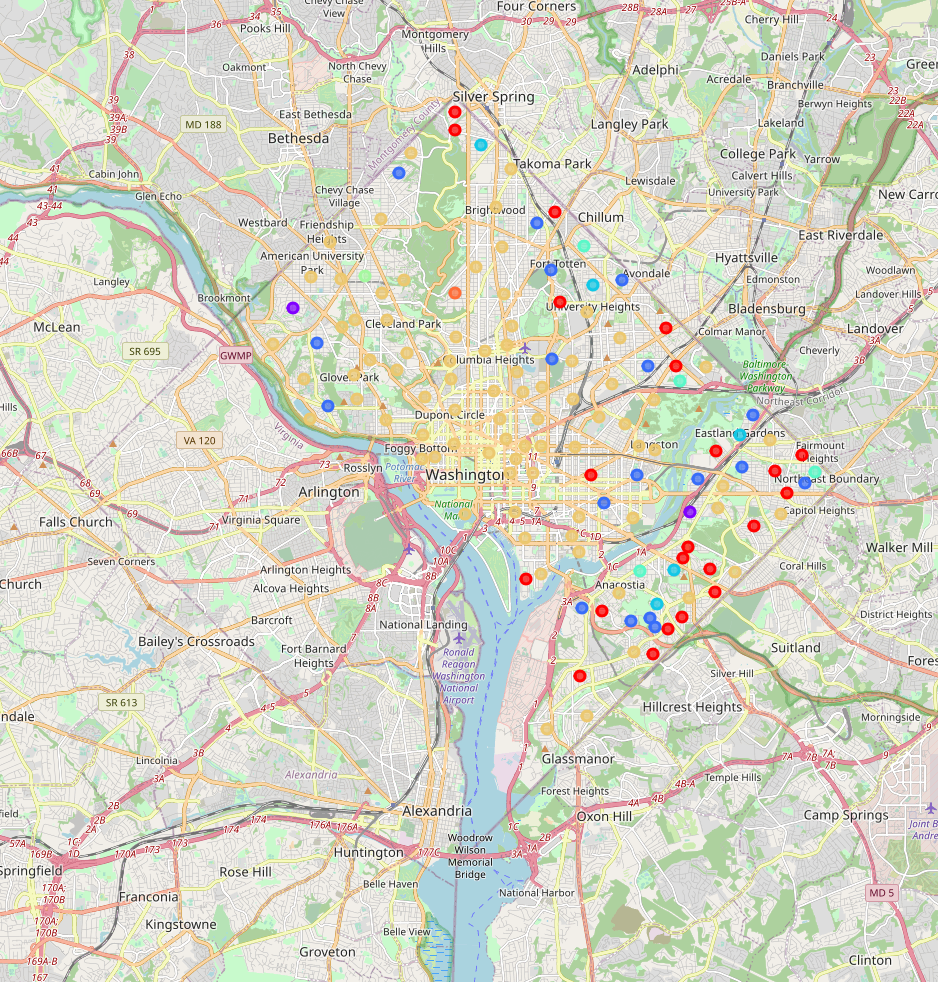 Chevy Chase
View
Four Corners
Cherry Hill
Pooks Hill
Montgomery
Hills
Daniels Park
Oakmont
North Chevy
Chase
Adelphi
Acredale
Branchville
Silver Spring
Berwyn Heights
East Bethesda
Montgomery County
Langley Park
Lakeland
MD 188
Bethesda
College Park
Yarrow
Takoma Park
Cabin John
Calvert Hills
Lewisdale
University Park
Glen Echo
Chevy Chase
Village
Brightwood
Chillum
Westbard
Friendship
Heights
East Riverdale
American University
Park
Fort Totten
Hyattsville
Avondale
Woodlawn
Langley
Edmonston
Brookmont
University Heights
Bladensburg
Landover Hills
McLean
Cleveland Park
Colmar Manor
Landover
SR 695
GWMP
Columbia Heights
Cheverly
Baltimore
Washington
Parkway
Glover Park
New Carro
Hills
Dupont Circle
Virginia
VA 120
Langston
Eastland Gardens
Foggy Bottom
Fairmount
Heights
Rosslyn
Potomac
River
Washington
Northeast Boundary
Arlington
National
Capitol Heights
Falls Church
Virginia Square
Walker Mill
Seven Corners
Arlington Heights
Coral Hills
Church
Alcova Heights
Anacostia
Barcroft
National Landing
District Heights
Bailey's Crossroads
Fort Barnard
Heights
Ronald
Reagan
Washington
National
Airport
Suitland
Silver Hill
SR 613
Hillcrest Heights
Morningside
Lincolnia
Glassmanor
Temple Hills
Alexandria
Forest Heights
Alexandria
Oxon Hill
Camp Springs
Woodrow
Wilson
Memorial
Bridge
Huntington
Springfield
Rose Hill
Belle Haven
National Harbor
MD 5
Franconia
Kingstowne
Belle View
Groveton
Clinton